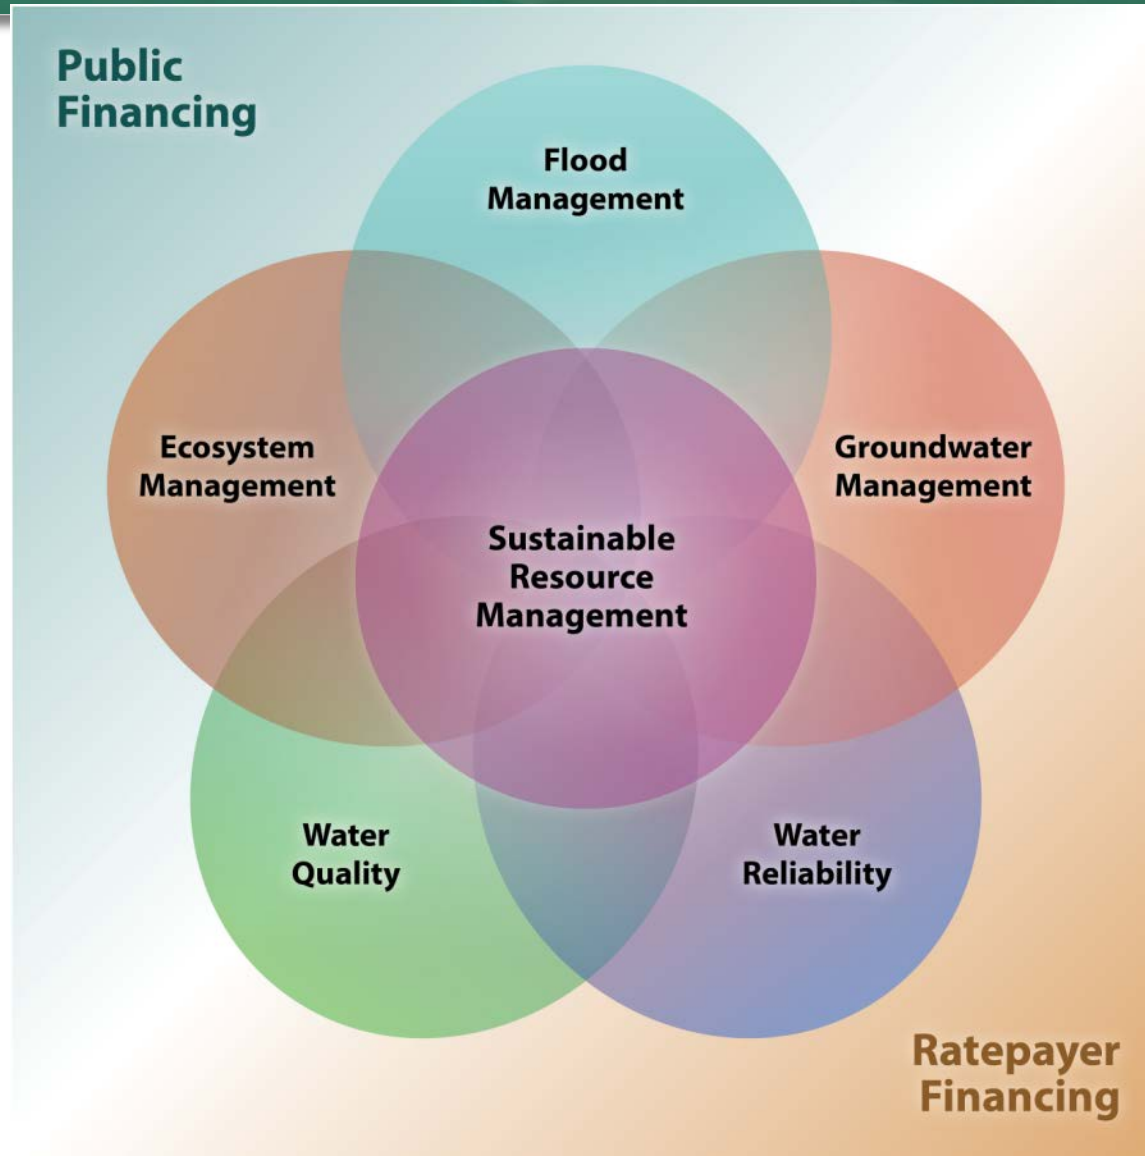 Public
Financing
Flood
Management
Ecosystem
Management
Groundwater
Management
Sustainable
Resource
Management
Water
Quality
Water
Reliability
Ratepayer
Financing